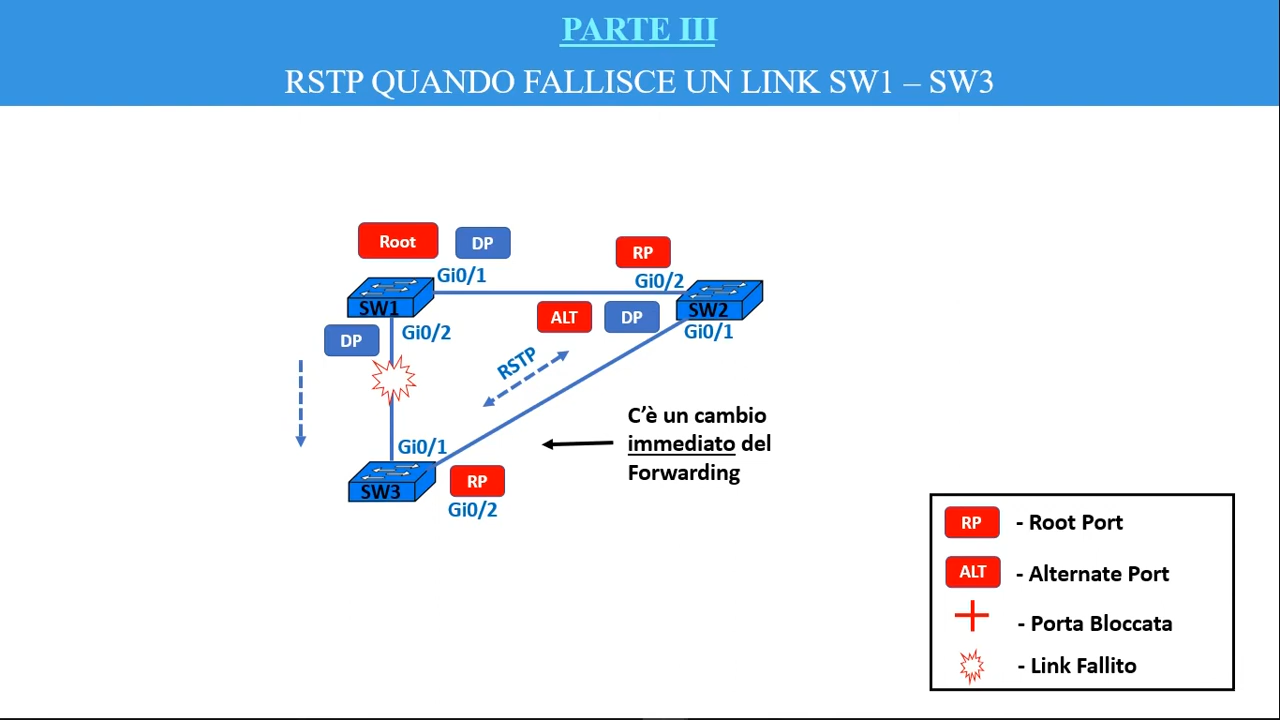 PARTE III
RSTP QUANDO FALLISCE UN LINK SW1 – SW3
Root
DP
RP
Gi0/1
Gi0/2
SW1
SW2
ALT
DP
Gi0/2
Gi0/1
DP
RSTP
C’è un cambio
immediato del
Forwarding
Gi0/1
SW3
RP
Gi0/2
RP - Root Port
ALT - Alternate Port
- Porta Bloccata
- Link Fallito